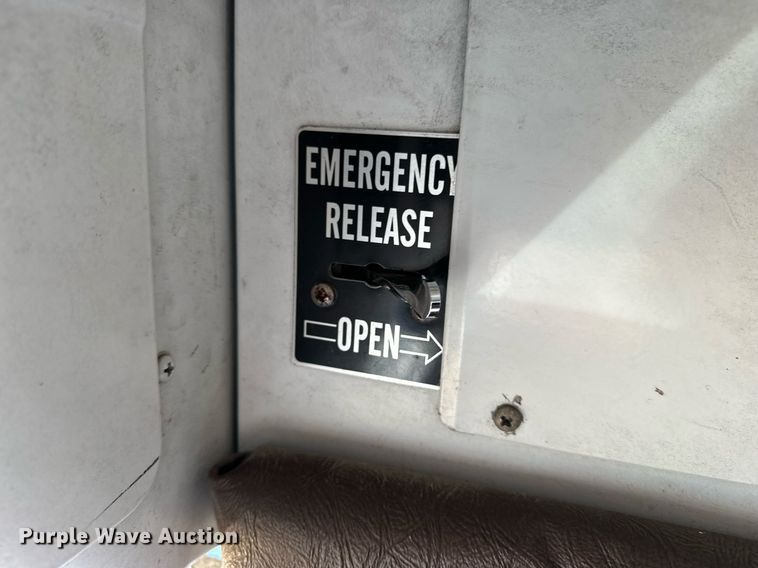 EMERGENCY
RELEASE
OPEN
Purple Wave Auction